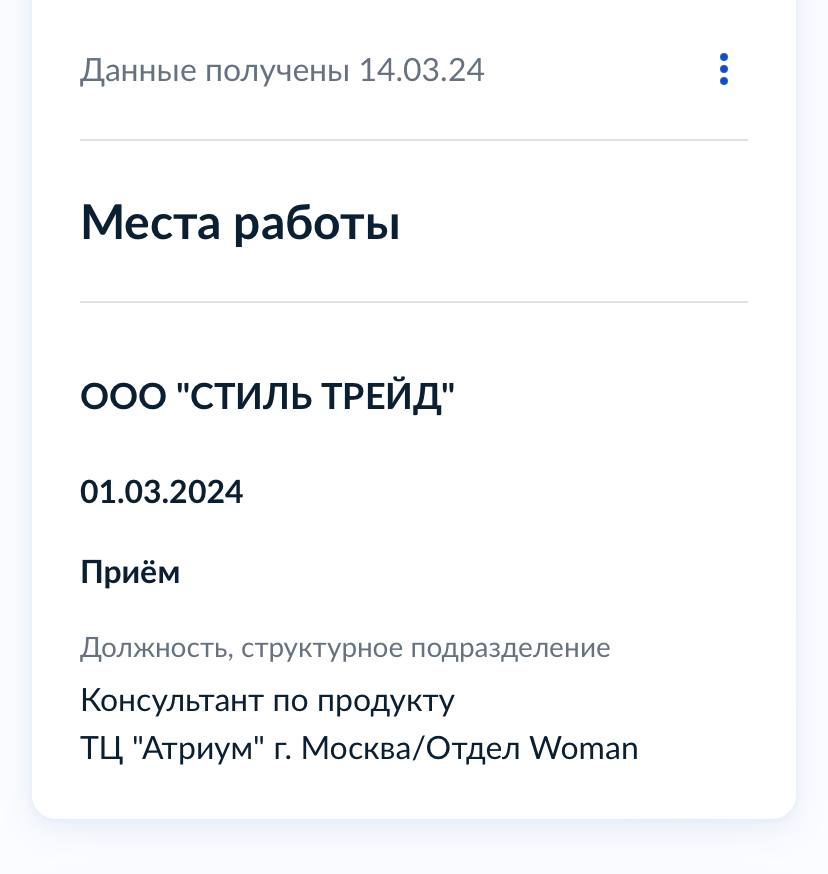 Данные получены 14.03.24
Места работы
ООО "СТИЛЬ ТРЕЙД"
01.03.2024
Приём
Должность, структурное подразделение
Консультант по продукту
ТЦ "Атриум" г. Москва/Отдел Woman